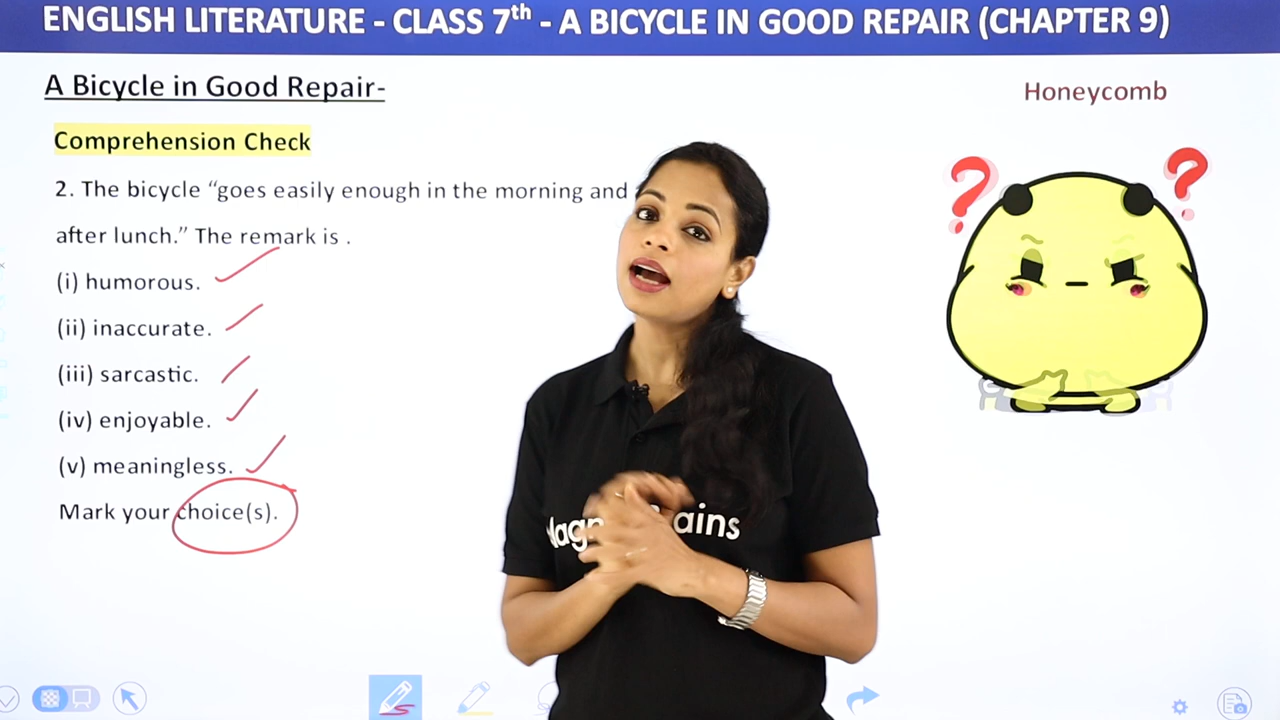 ENGLISH LITERATURE - CLASS 7th - A BICYCLE IN GOOD REPAIR (CHAPTER 9)
A Bicycle in Good Repair-
Honeycomb
Comprehension Check
2. The bicycle “goes easily enough in the morning and
after lunch.” The remark is .
(i) humorous.
(ii) inaccurate.
(iii) sarcastic.
(iv) enjoyable.
(v) meaningless.
Mark your choice(s).
? ?